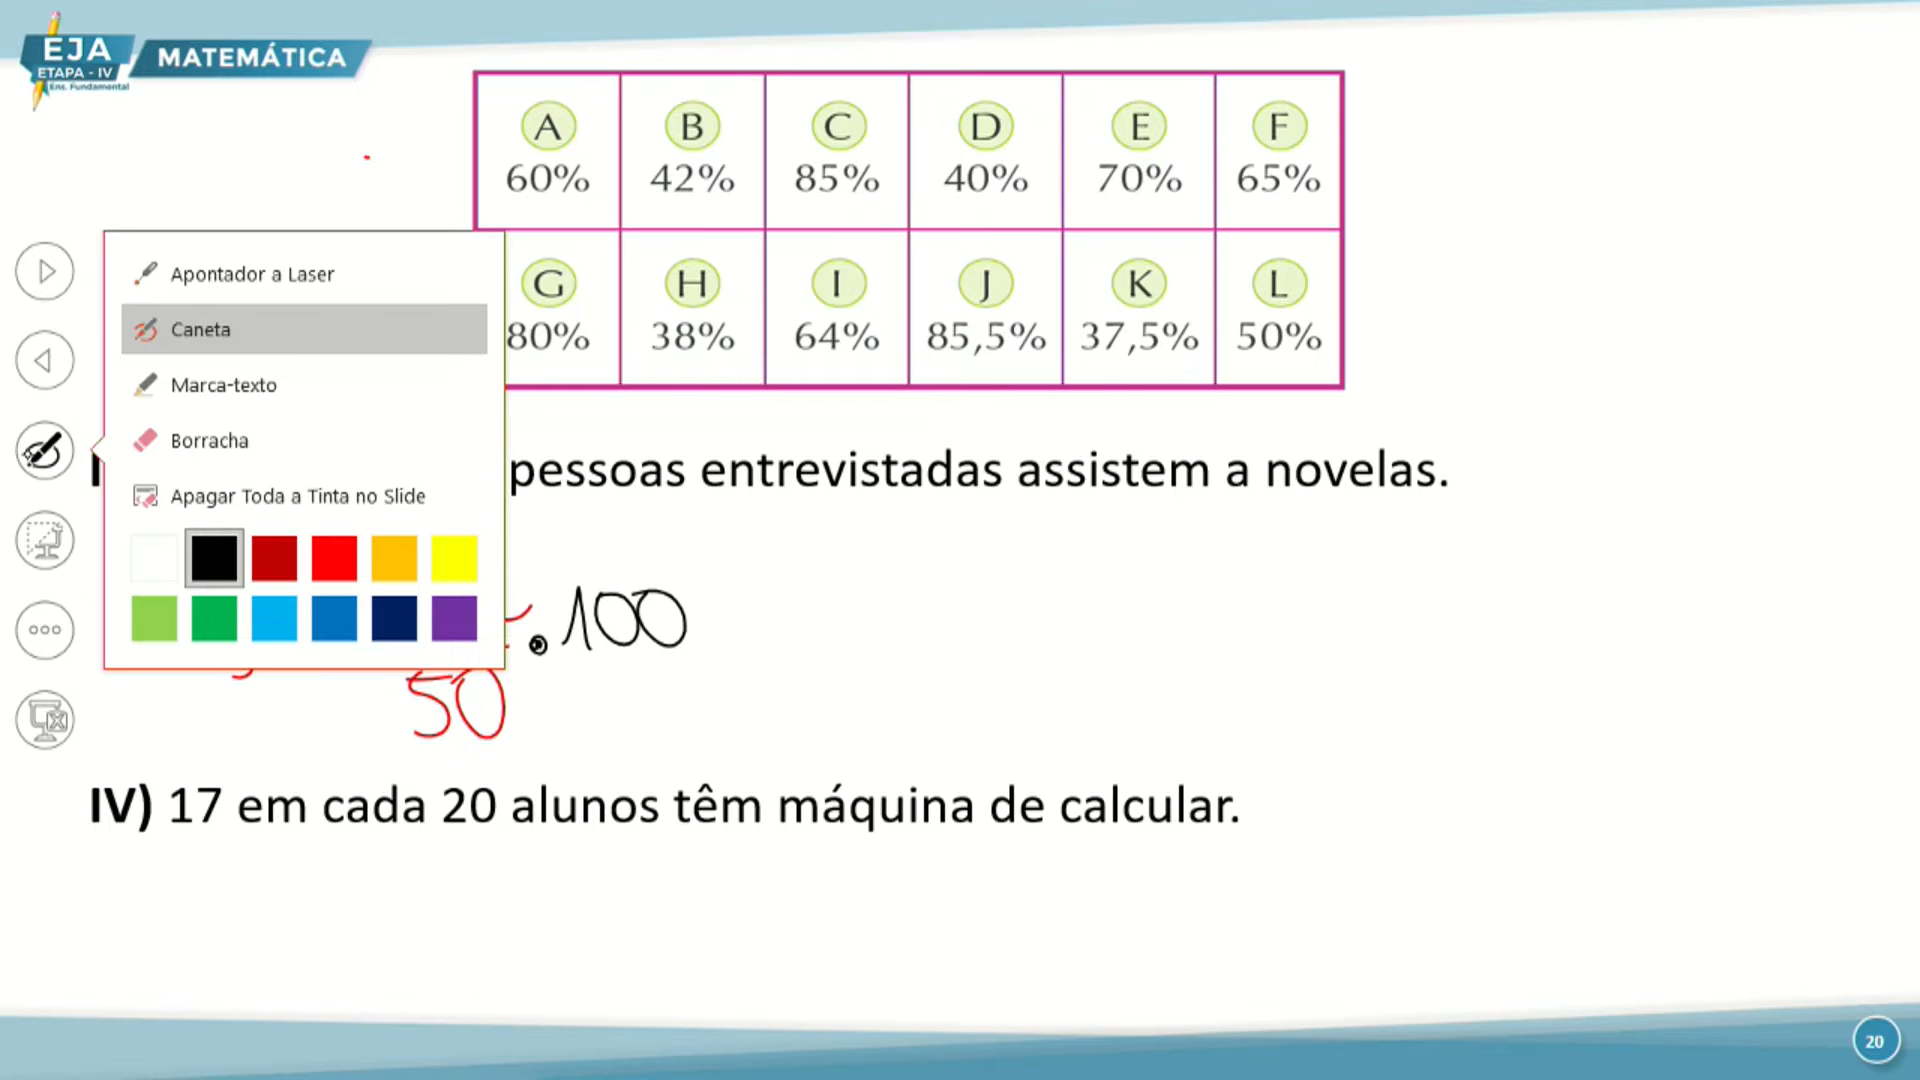 EJA
ETAPA - IV
Ens. Fundamental
MATEMÁTICA
A B C D E F
60% 42% 85% 40% 70% 65%
G H I J K L
80% 38% 64% 85,5% 37,5% 50%
Apontador a Laser
Caneta
Marca-texto
Borracha
Apagar Toda a Tinta no Slide
pessoas entrevistadas assistem a novelas.
. 100
50
IV) 17 em cada 20 alunos têm máquina de calcular.
20